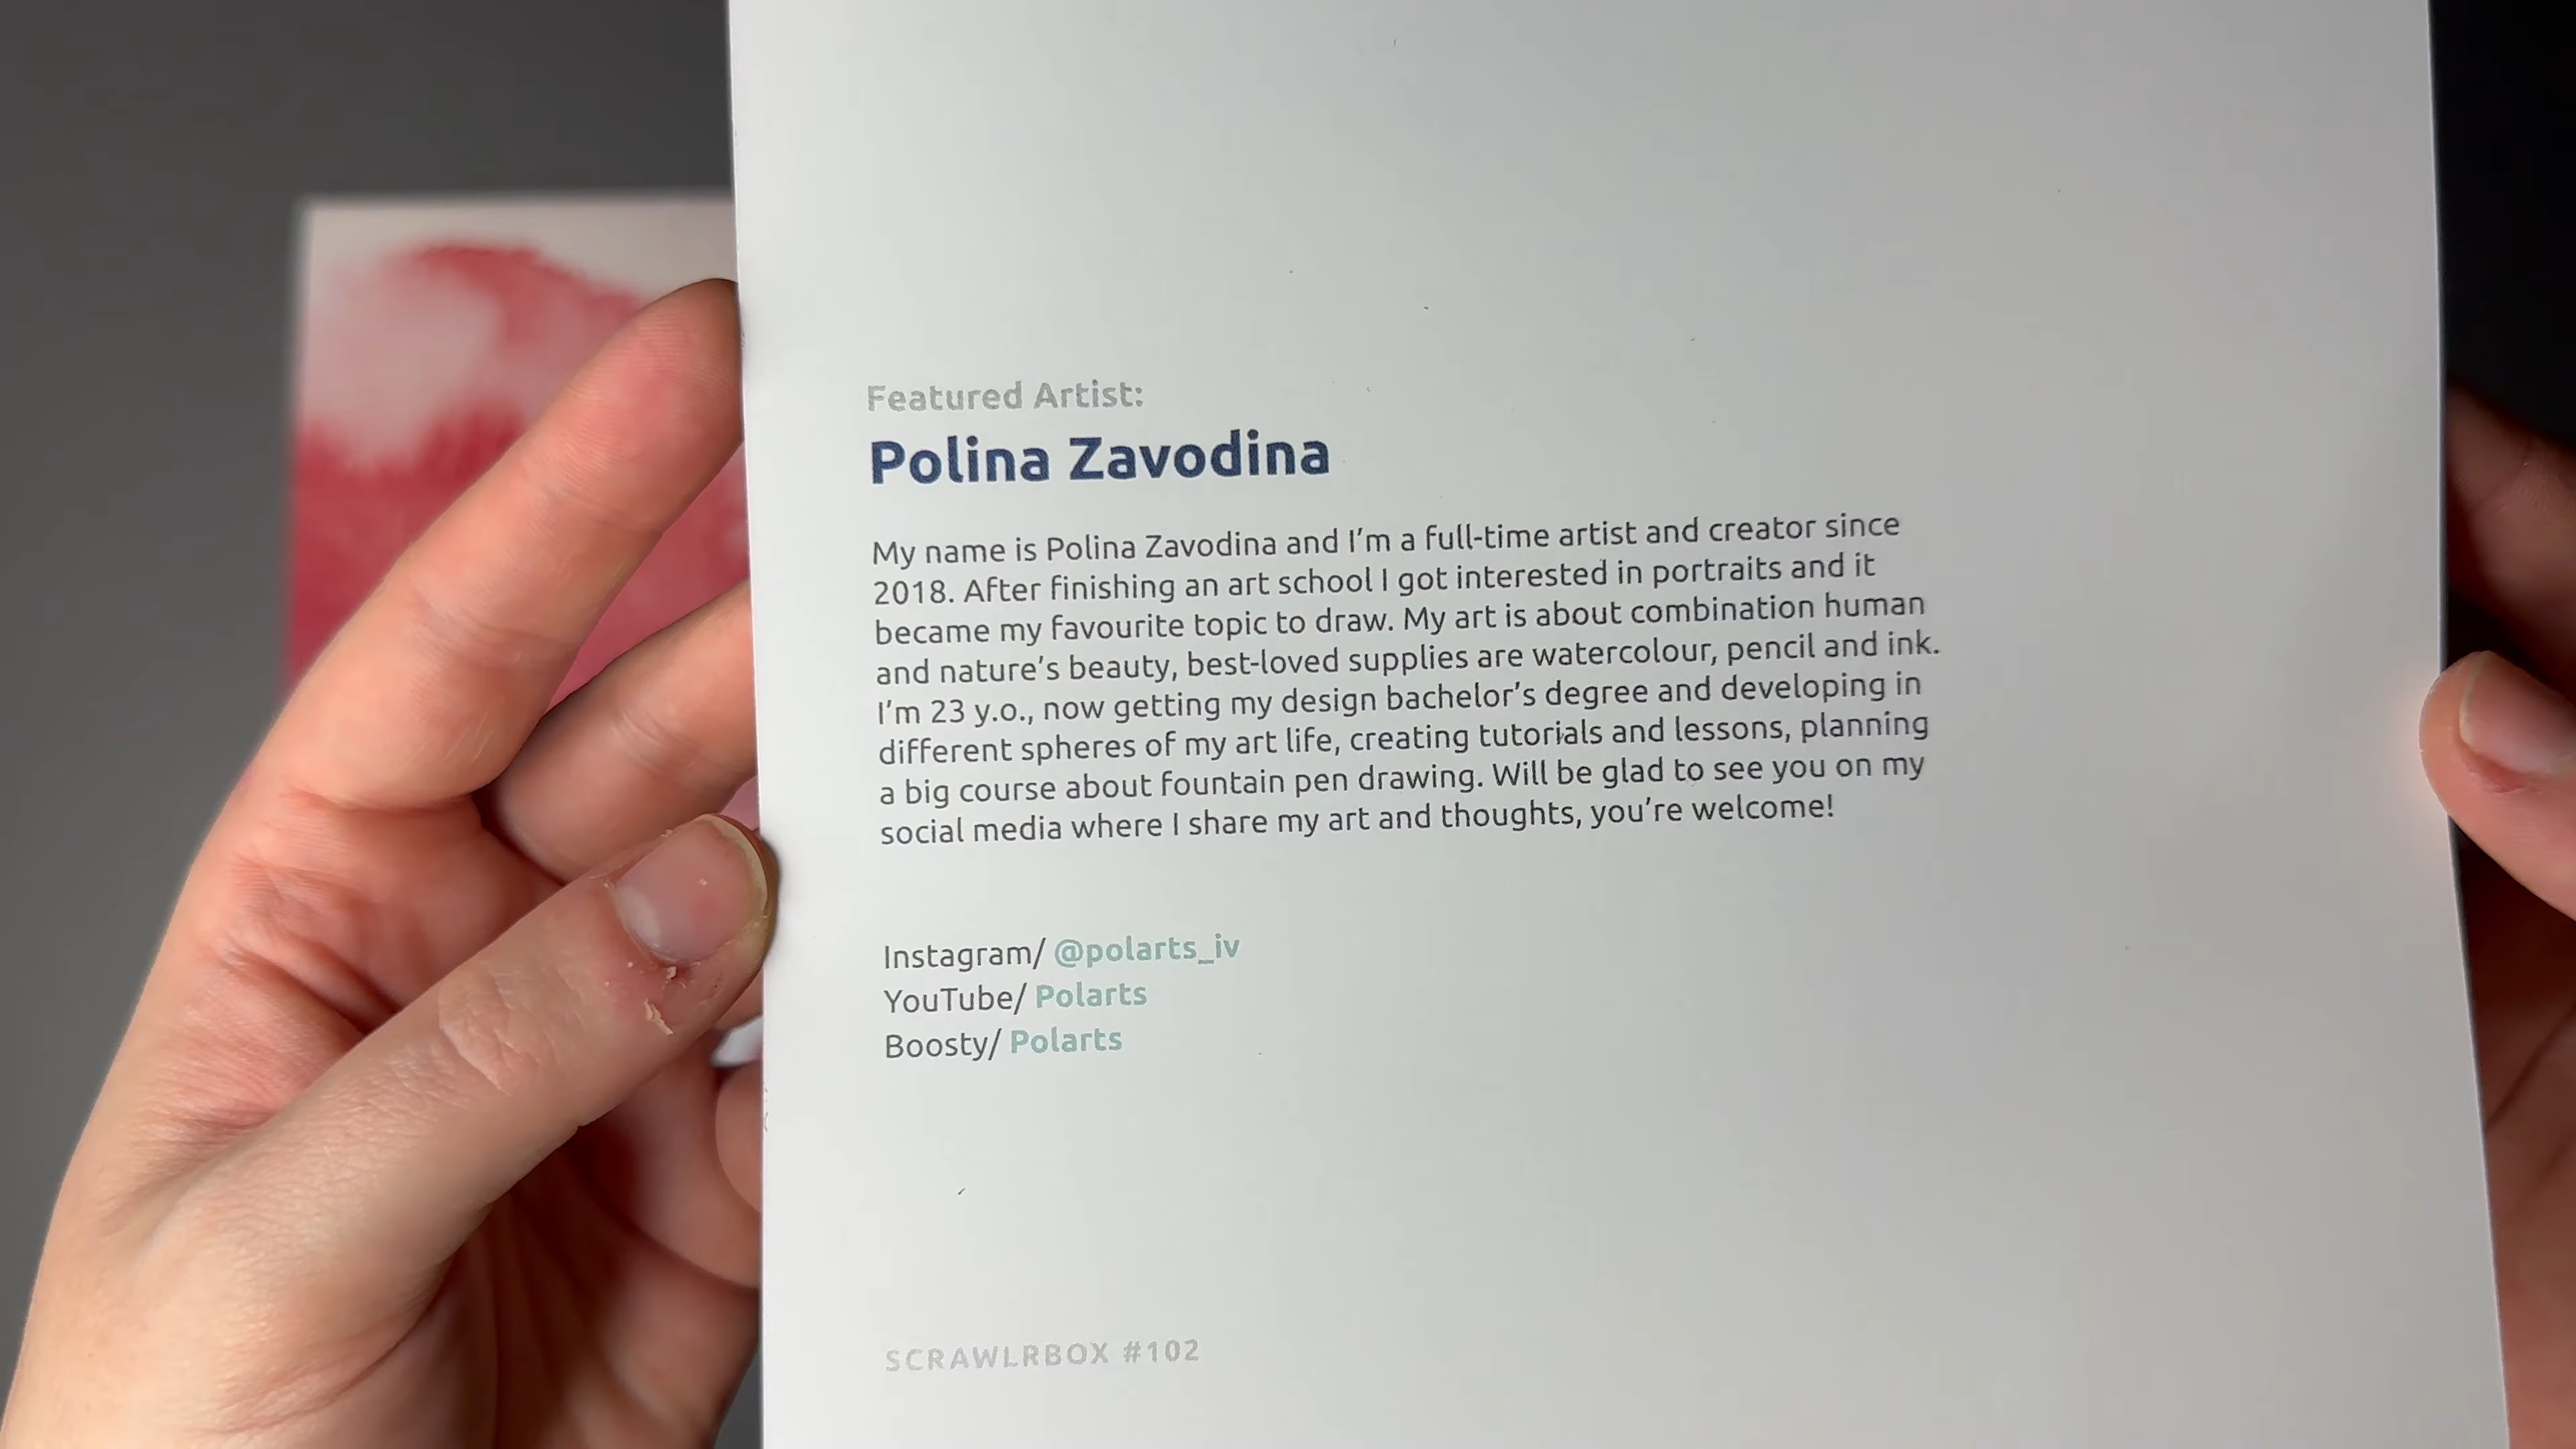 Featured Artist:
Polina Zavodina
My name is Polina Zavodina and I'm a full-time artist and creator since
2018. After finishing an art school I got interested in portraits and it
became my favourite topic to draw. My art is about combination human
and nature's beauty, best-loved supplies are watercolour, pencil and ink.
I'm 23 y.o., now getting my design bachelor's degree and developing in
different spheres of my art life, creating tutorials and lessons, planning
a big course about fountain pen drawing. Will be glad to see you on my
social media where I share my art and thoughts, you're welcome!
Instagram/ @polarts_iv
YouTube/ Polarts
Boosty/ Polarts
SCRAWLRBOX #102